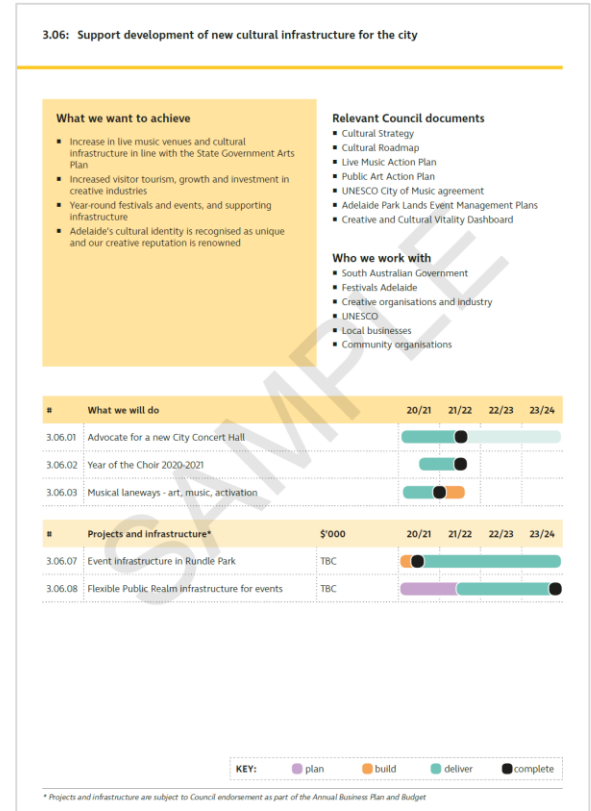 3.06: Support development of new cultural infrastructure for the city
What we want to achieve
▪ Increase in live music venues and cultural
infrastructure in line with the State Government Arts
Plan
▪ Increased visitor tourism, growth and investment in
creative industries
▪ Year-round festivals and events, and supporting
infrastructure
▪ Adelaide's cultural identity is recognised as unique
and our creative reputation is renowned
Relevant Council documents
▪ Cultural Strategy
▪ Cultural Roadmap
▪ Live Music Action Plan
▪ Public Art Action Plan
▪ UNESCO City of Music agreement
▪ Adelaide Park Lands Event Management Plans
▪ Creative and Cultural Vitality Dashboard
Who we work with
▪ South Australian Government
▪ Festivals Adelaide
▪ Creative organisations and industry
▪ UNESCO
▪ Local businesses
▪ Community organisations
SAMPLE
# What we will do 20/21 21/22 22/23 23/24
3.06.01 Advocate for a new City Concert Hall
3.06.02 Year of the Choir 2020-2021
3.06.03 Musical laneways - art, music, activation
# Projects and infrastructure* $'000 20/21 21/22 22/23 23/24
3.06.07 Event infrastructure in Rundle Park TBC
3.06.08 Flexible Public Realm infrastructure for events TBC
KEY: plan build deliver complete
* Projects and infrastructure are subject to Council endorsement as part of the Annual Business Plan and Budget